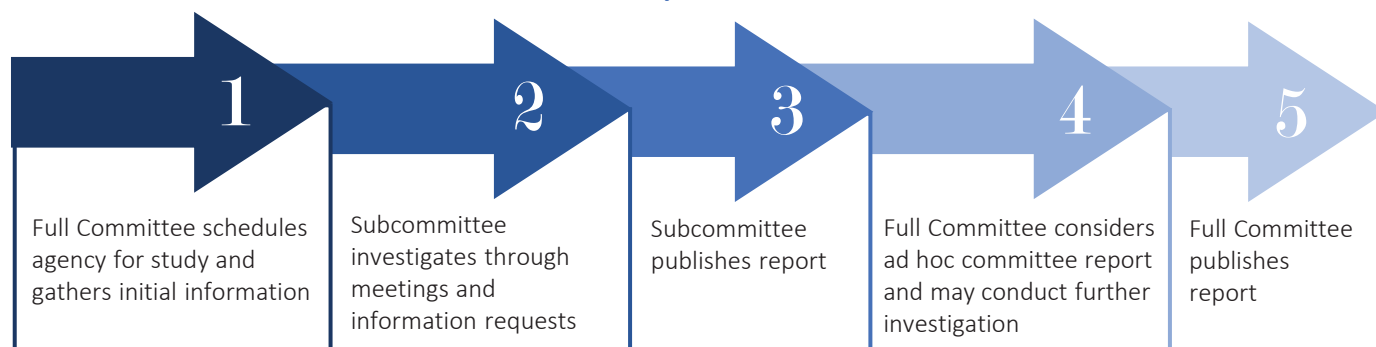 1
2
3
4
5
Full Committee schedules
agency for study and
gathers initial information
Subcommittee
investigates through
meetings and
information requests
Subcommittee
publishes report
Full Committee considers
ad hoc committee report
and may conduct further
investigation
Full Committee
publishes
report